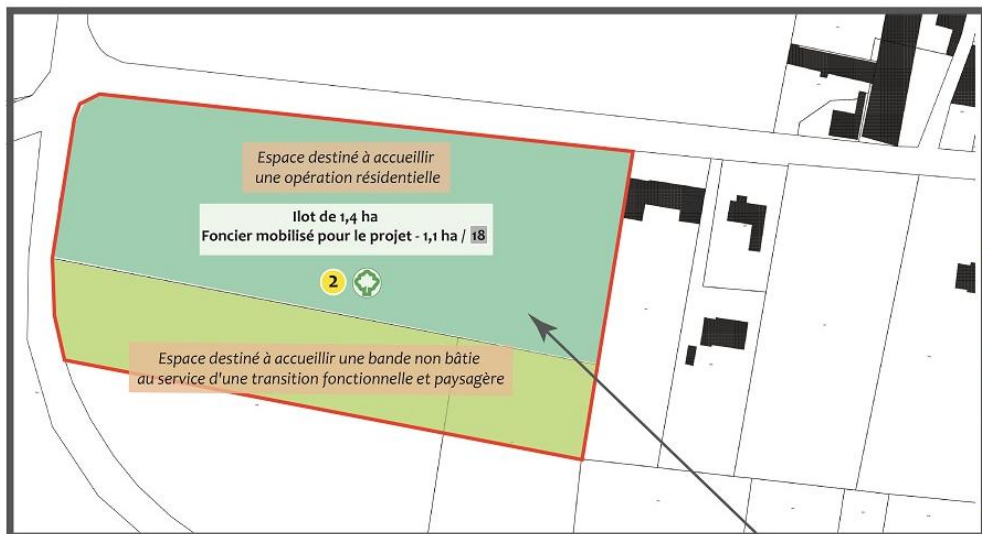 Espace destiné à accueillir
une opération résidentielle
Ilot de 1,4 ha
Foncier mobilisé pour le projet - 1,1 ha / 18
2
Espace destiné à accueillir une bande non bâtie
au service d'une transition fonctionnelle et paysagère